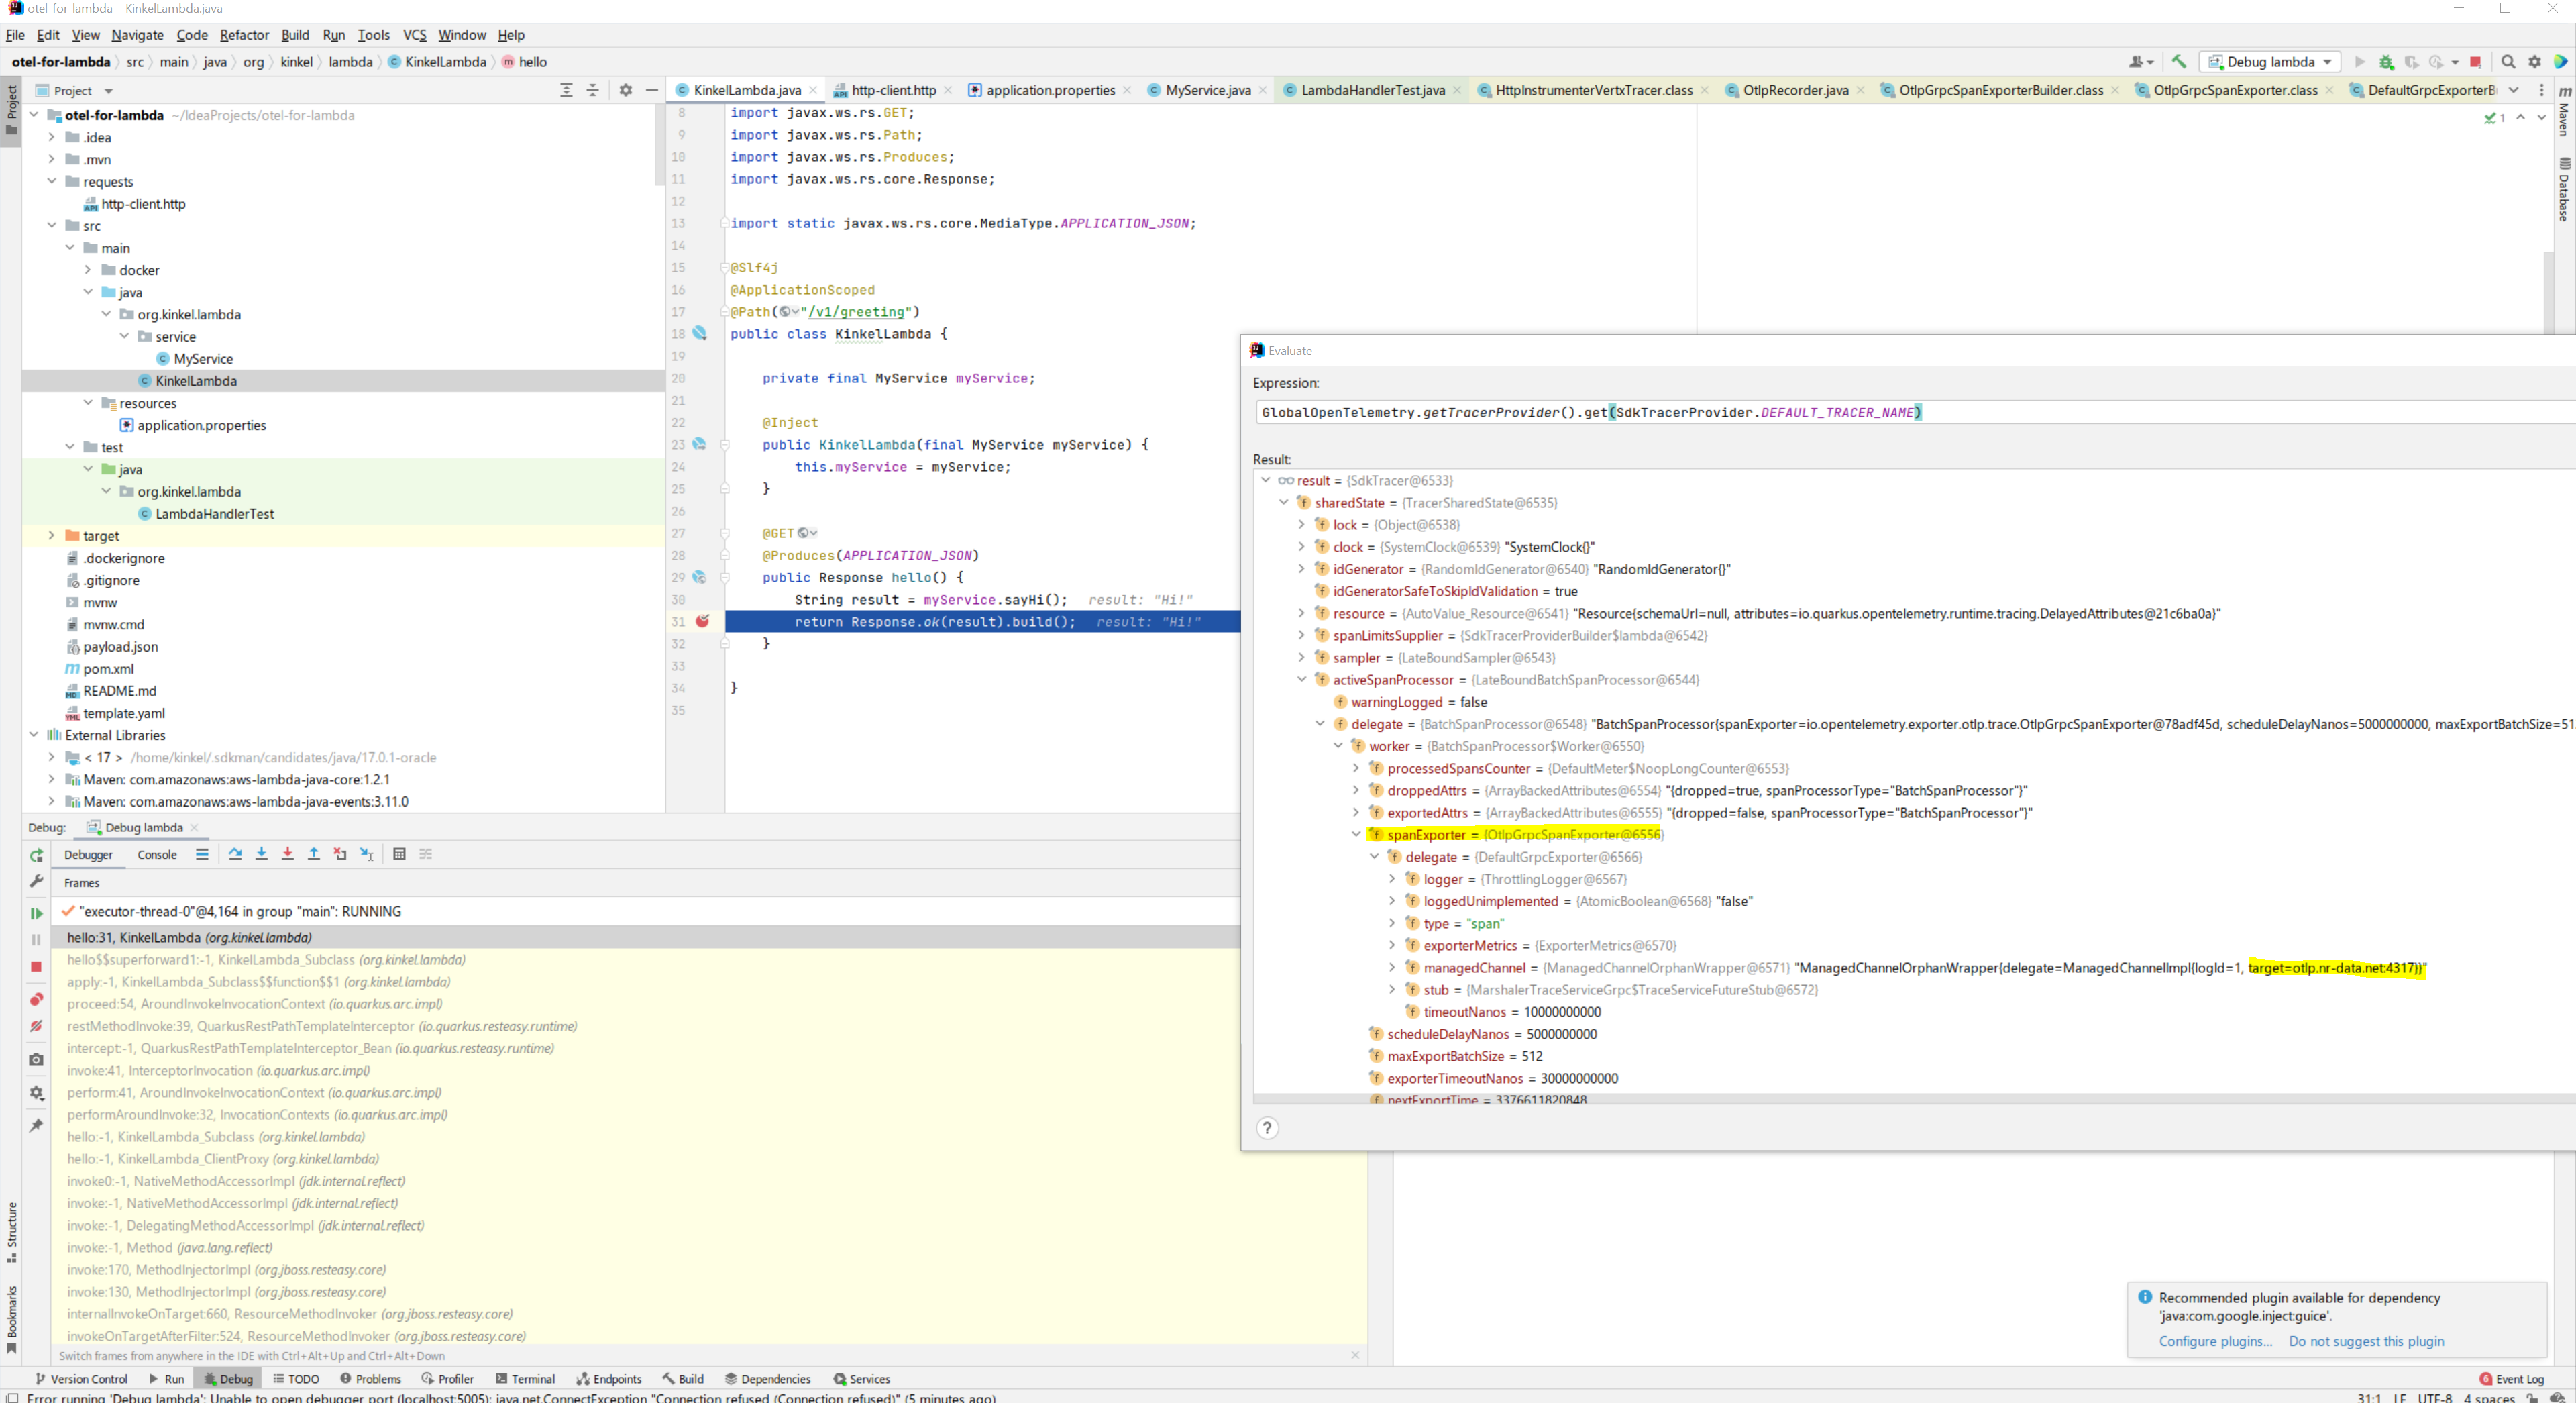 otel-for-lambda – KinkelLambda.java
File Edit View Navigate Code Refactor Build Run Tools VCS Window Help
otel-for-lambda src main java org kinkel lambda KinkelLambda hello
Debug lambda
Project
KinkelLambda.java http-client.http application.properties MyService.java LambdaHandlerTest.java HttpInstrumenterVertxTracer.class OtlpRecorder.java OtlpGrpcSpanExporterBuilder.class OtlpGrpcSpanExporter.class DefaultGrpcExporterB
Project
Maven
Database
Structure
Bookmarks
otel-for-lambda ~/IdeaProjects/otel-for-lambda
.idea
.mvn
requests
http-client.http
src
main
docker
java
org.kinkel.lambda
service
MyService
KinkelLambda
resources
application.properties
test
java
org.kinkel.lambda
LambdaHandlerTest
target
.dockerignore
.gitignore
mvnw
mvnw.cmd
payload.json
pom.xml
README.md
template.yaml
External Libraries
< 17 > /home/kinkel/.sdkman/candidates/java/17.0.1-oracle
Maven: com.amazonaws:aws-lambda-java-core:1.2.1
Maven: com.amazonaws:aws-lambda-java-events:3.11.0
8 import javax.ws.rs.GET;
9 import javax.ws.rs.Path;
10 import javax.ws.rs.Produces;
11 import javax.ws.rs.core.Response;
12
13 import static javax.ws.rs.core.MediaType.APPLICATION_JSON;
14
15 @Slf4j
16 @ApplicationScoped
17 @Path("/v1/greeting")
18 public class KinkelLambda {
19
20 private final MyService myService;
21
22 @Inject
23 public KinkelLambda(final MyService myService) {
24 this.myService = myService;
25 }
26
27 @GET
28 @Produces(APPLICATION_JSON)
29 public Response hello() {
30 String result = myService.sayHi(); result: "Hi!"
31 return Response.ok(result).build(); result: "Hi!"
32 }
33
34 }
35
1
Evaluate
Expression:
GlobalOpenTelemetry.getTracerProvider().get(SdkTracerProvider.DEFAULT_TRACER_NAME)
Result:
result = {SdkTracer@6533}
sharedState = {TracerSharedState@6535}
lock = {Object@6538}
clock = {SystemClock@6539} "SystemClock{}"
idGenerator = {RandomIdGenerator@6540} "RandomIdGenerator{}"
idGeneratorSafeToSkipIdValidation = true
resource = {AutoValue_Resource@6541} "Resource{schemaUrl=null, attributes=io.quarkus.opentelemetry.runtime.tracing.DelayedAttributes@21c6ba0a}"
spanLimitsSupplier = {SdkTracerProviderBuilder$lambda@6542}
sampler = {LateBoundSampler@6543}
activeSpanProcessor = {LateBoundBatchSpanProcessor@6544}
warningLogged = false
delegate = {BatchSpanProcessor@6548} "BatchSpanProcessor{spanExporter=io.opentelemetry.exporter.otlp.trace.OtlpGrpcSpanExporter@78adf45d, scheduleDelayNanos=5000000000, maxExportBatchSize=51
worker = {BatchSpanProcessor$Worker@6550}
processedSpansCounter = {DefaultMeter$NoopLongCounter@6553}
droppedAttrs = {ArrayBackedAttributes@6554} "{dropped=true, spanProcessorType="BatchSpanProcessor"}"
exportedAttrs = {ArrayBackedAttributes@6555} "{dropped=false, spanProcessorType="BatchSpanProcessor"}"
spanExporter = {OtlpGrpcSpanExporter@6556}
delegate = {DefaultGrpcExporter@6566}
logger = {ThrottlingLogger@6567}
loggedUnimplemented = {AtomicBoolean@6568} "false"
type = "span"
exporterMetrics = {ExporterMetrics@6570}
managedChannel = {ManagedChannelOrphanWrapper@6571} "ManagedChannelOrphanWrapper{delegate=ManagedChannelImpl{logId=1, target=otlp.nr-data.net:4317}}"
stub = {MarshalerTraceServiceGrpc$TraceServiceFutureStub@6572}
timeoutNanos = 10000000000
scheduleDelayNanos = 5000000000
maxExportBatchSize = 512
exporterTimeoutNanos = 30000000000
nextExportTime = 3376611820848
?
Debug: Debug lambda
Debugger Console
Frames
"executor-thread-0"@4,164 in group "main": RUNNING
hello:31, KinkelLambda (org.kinkel.lambda)
hello$$superforward1:-1, KinkelLambda_Subclass (org.kinkel.lambda)
apply:-1, KinkelLambda_Subclass$$function$$1 (org.kinkel.lambda)
proceed:54, AroundInvokeInvocationContext (io.quarkus.arc.impl)
restMethodInvoke:39, QuarkusRestPathTemplateInterceptor (io.quarkus.resteasy.runtime)
intercept:-1, QuarkusRestPathTemplateInterceptor_Bean (io.quarkus.resteasy.runtime)
invoke:41, InterceptorInvocation (io.quarkus.arc.impl)
perform:41, AroundInvokeInvocationContext (io.quarkus.arc.impl)
performAroundInvoke:32, InvocationContexts (io.quarkus.arc.impl)
hello:-1, KinkelLambda_Subclass (org.kinkel.lambda)
hello:-1, KinkelLambda_ClientProxy (org.kinkel.lambda)
invoke0:-1, NativeMethodAccessorImpl (jdk.internal.reflect)
invoke:-1, NativeMethodAccessorImpl (jdk.internal.reflect)
invoke:-1, DelegatingMethodAccessorImpl (jdk.internal.reflect)
invoke:-1, Method (java.lang.reflect)
invoke:170, MethodInjectorImpl (org.jboss.resteasy.core)
invoke:130, MethodInjectorImpl (org.jboss.resteasy.core)
internalInvokeOnTarget:660, ResourceMethodInvoker (org.jboss.resteasy.core)
invokeOnTargetAfterFilter:524, ResourceMethodInvoker (org.jboss.resteasy.core)
Switch frames from anywhere in the IDE with Ctrl+Alt+Up and Ctrl+Alt+Down
Recommended plugin available for dependency
'java:com.google.inject:guice'.
Configure plugins... Do not suggest this plugin
Version Control Run Debug TODO Problems Profiler Terminal Endpoints Build Dependencies Services
6 Event Log
Error running 'Debug lambda': Unable to open debugger port (localhost:5005): java.net.ConnectException "Connection refused (Connection refused)" (5 minutes ago)
31:1 LF UTF-8 4 spaces